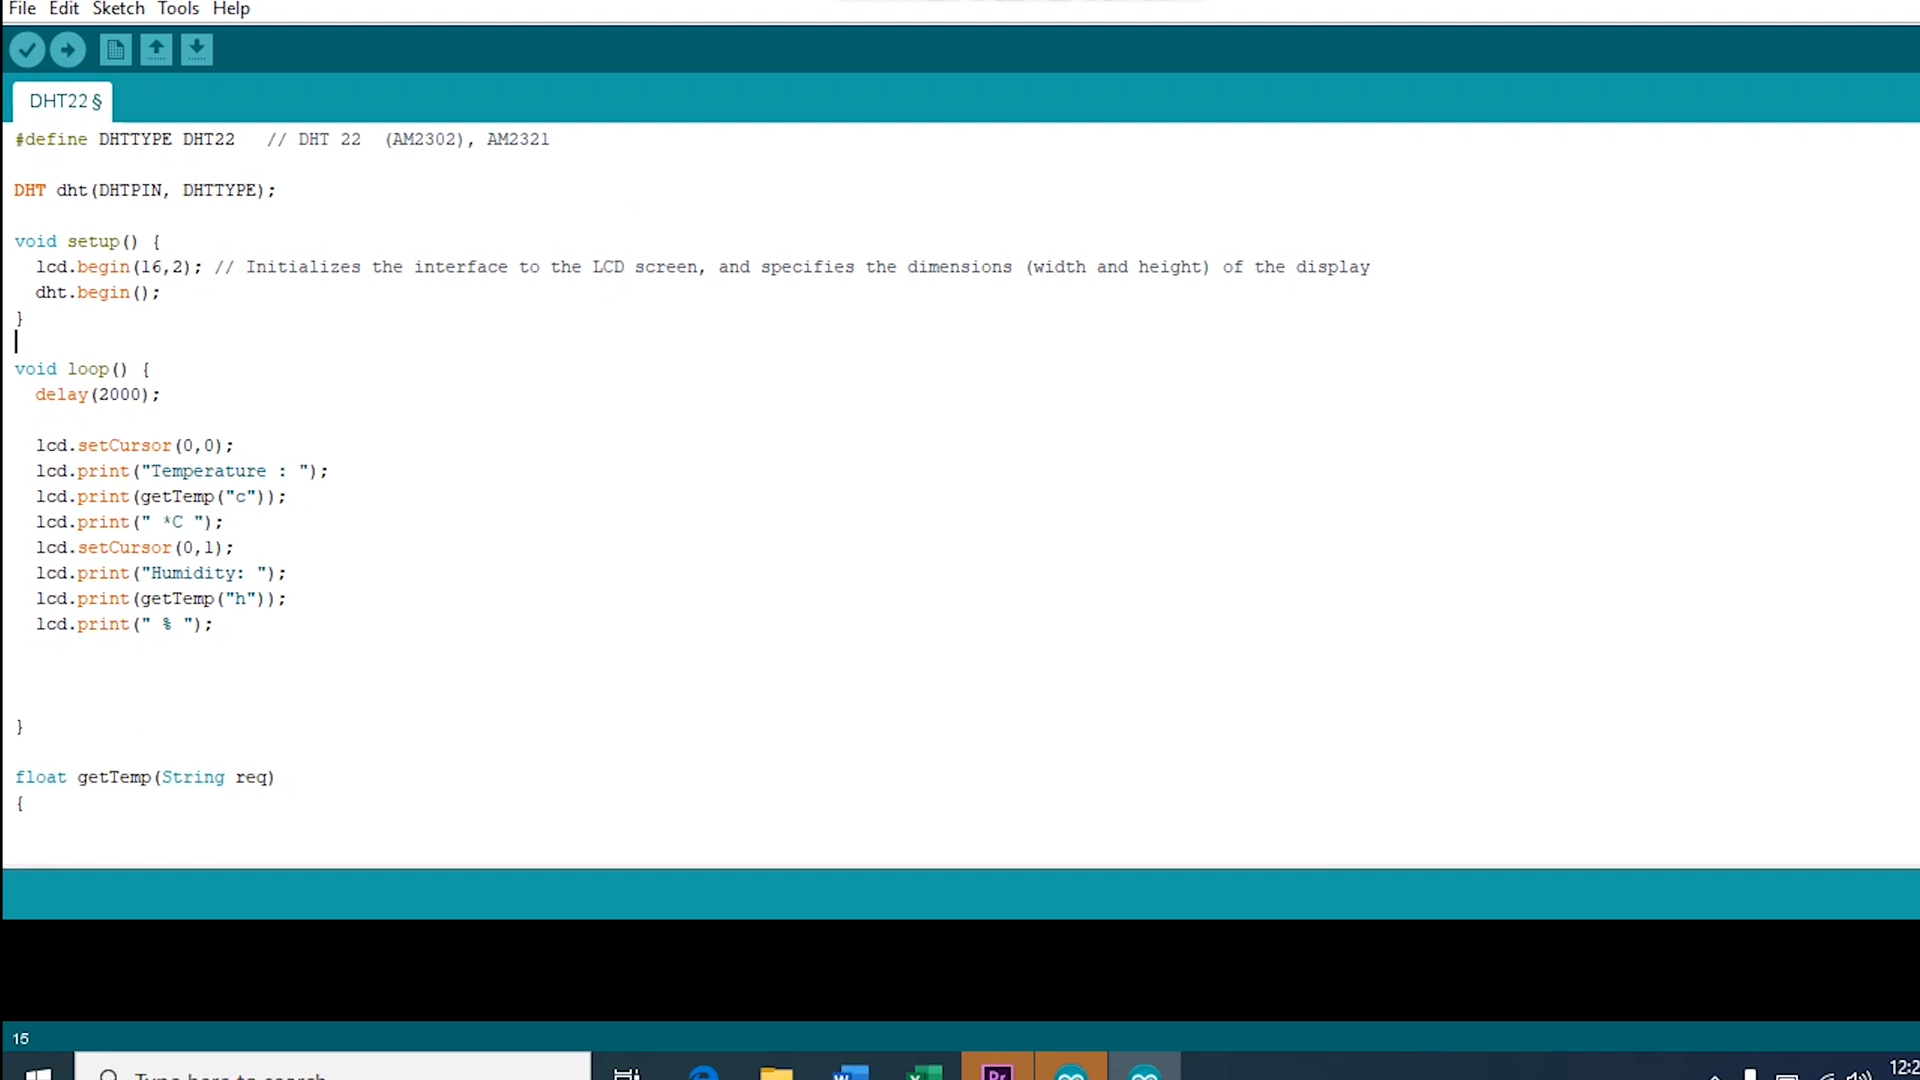 File Edit Sketch Tools Help
DHT22 §
#define DHTTYPE DHT22   // DHT 22  (AM2302), AM2321
DHT dht(DHTPIN, DHTTYPE);
void setup() {
  lcd.begin(16,2); // Initializes the interface to the LCD screen, and specifies the dimensions (width and height) of the display
  dht.begin();
}
void loop() {
  delay(2000);
  lcd.setCursor(0,0);
  lcd.print("Temperature : ");
  lcd.print(getTemp("c"));
  lcd.print(" *C ");
  lcd.setCursor(0,1);
  lcd.print("Humidity: ");
  lcd.print(getTemp("h"));
  lcd.print(" % ");
}
float getTemp(String req)
{
15
Type here to search
Pr
12:2